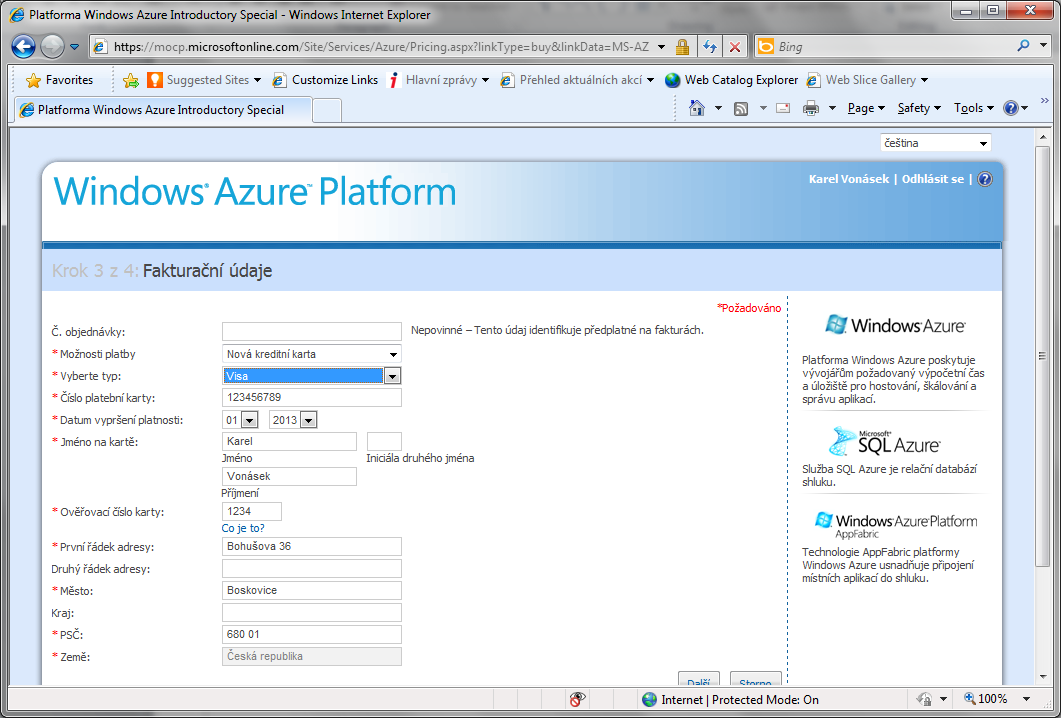 Platforma Windows Azure Introductory Special - Windows Internet Explorer
https://mocp.microsoftonline.com/Site/Services/Azure/Pricing.aspx?linkType=buy&linkData=MS-AZ
Bing
Favorites
Suggested Sites
Customize Links
Hlavní zprávy
Přehled aktuálních akcí
Web Catalog Explorer
Web Slice Gallery
Platforma Windows Azure Introductory Special
Page
Safety
Tools
čeština
Windows® Azure™ Platform
Karel Vonásek | Odhlásit se |
Krok 3 z 4: Fakturační údaje
*Požadováno
Č. objednávky:
Nepovinné – Tento údaj identifikuje předplatné na fakturách.
* Možnosti platby
Nová kreditní karta
* Vyberte typ:
Visa
* Číslo platební karty:
123456789
* Datum vypršení platnosti:
01
2013
* Jméno na kartě:
Karel
Jméno
Iniciála druhého jména
Vonásek
Příjmení
* Ověřovací číslo karty:
1234
Co je to?
* První řádek adresy:
Bohušova 36
Druhý řádek adresy:
* Město:
Boskovice
Kraj:
* PSČ:
680 01
* Země:
Česká republika
Další
Storno
Windows Azure™
Platforma Windows Azure poskytuje
vývojářům požadovaný výpočetní čas
a úložiště pro hostování, škálování a
správu aplikací.
Microsoft®
SQL Azure™
Služba SQL Azure je relační databází
shluku.
Windows Azure Platform
AppFabric
Technologie AppFabric platformy
Windows Azure usnadňuje připojení
místních aplikací do shluku.
Internet | Protected Mode: On
100%